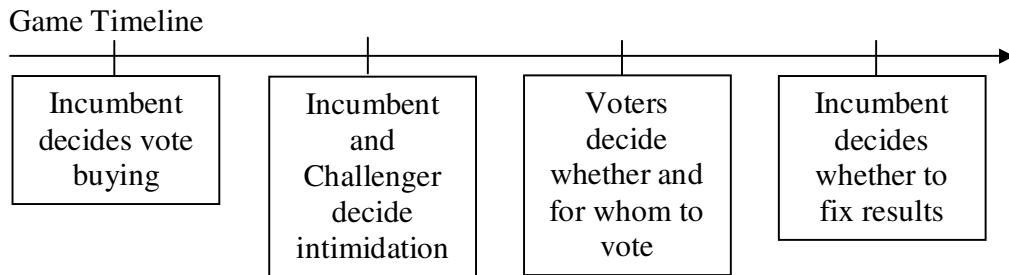 Game Timeline
Incumbent
decides vote
buying
Incumbent
and
Challenger
decide
intimidation
Voters
decide
whether and
for whom to
vote
Incumbent
decides
whether to
fix results